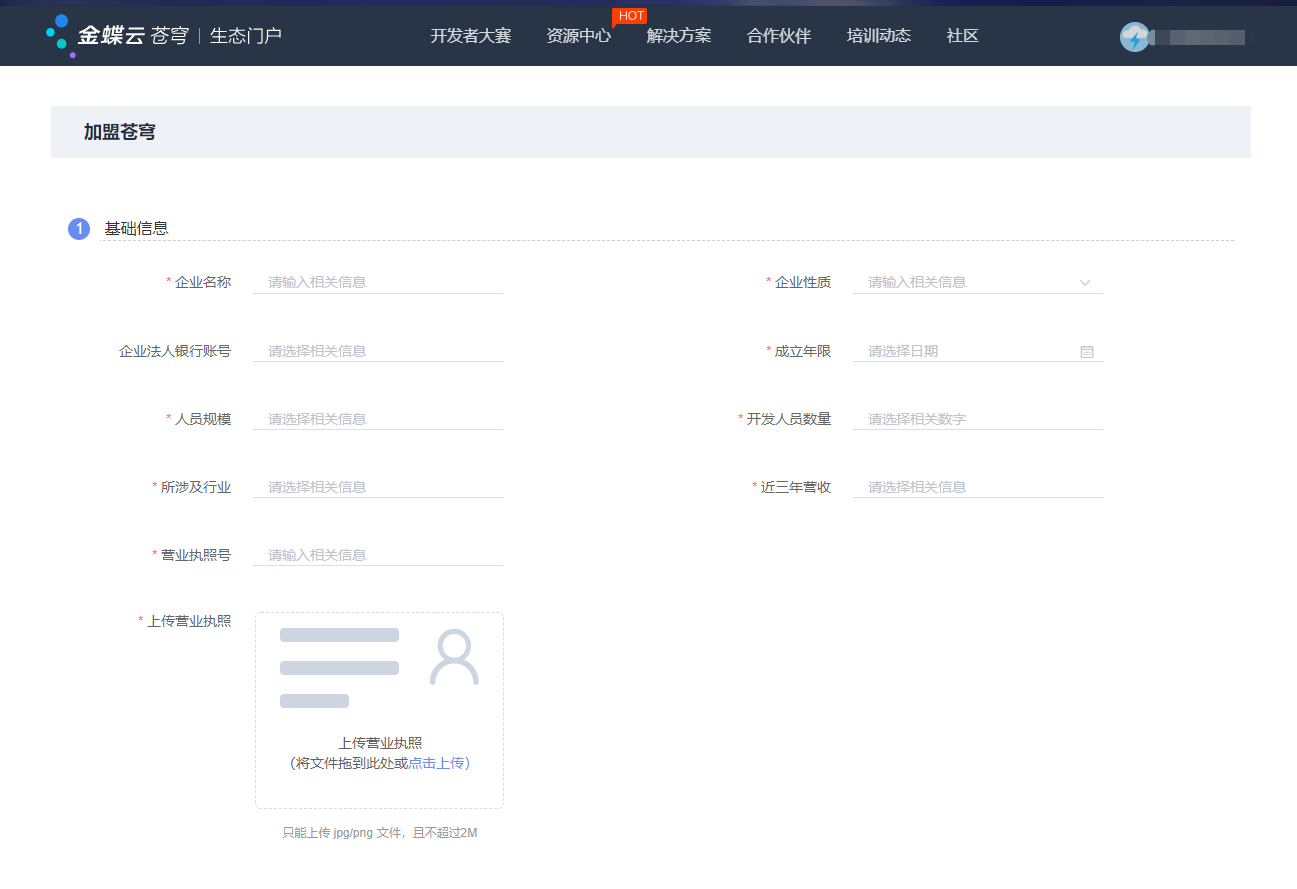 金蝶云 苍穹 生态门户
开发者大赛 资源中心 HOT 解决方案 合作伙伴 培训动态 社区
加盟苍穹
1 基础信息
* 企业名称 请输入相关信息 * 企业性质 请输入相关信息
企业法人银行账号 请选择相关信息 * 成立年限 请选择日期
* 人员规模 请选择相关信息 * 开发人员数量 请选择相关数字
* 所涉及行业 请选择相关信息 * 近三年营收 请选择相关信息
* 营业执照号 请输入相关信息
* 上传营业执照
上传营业执照
(将文件拖到此处或点击上传)
只能上传 jpg/png 文件，且不超过2M